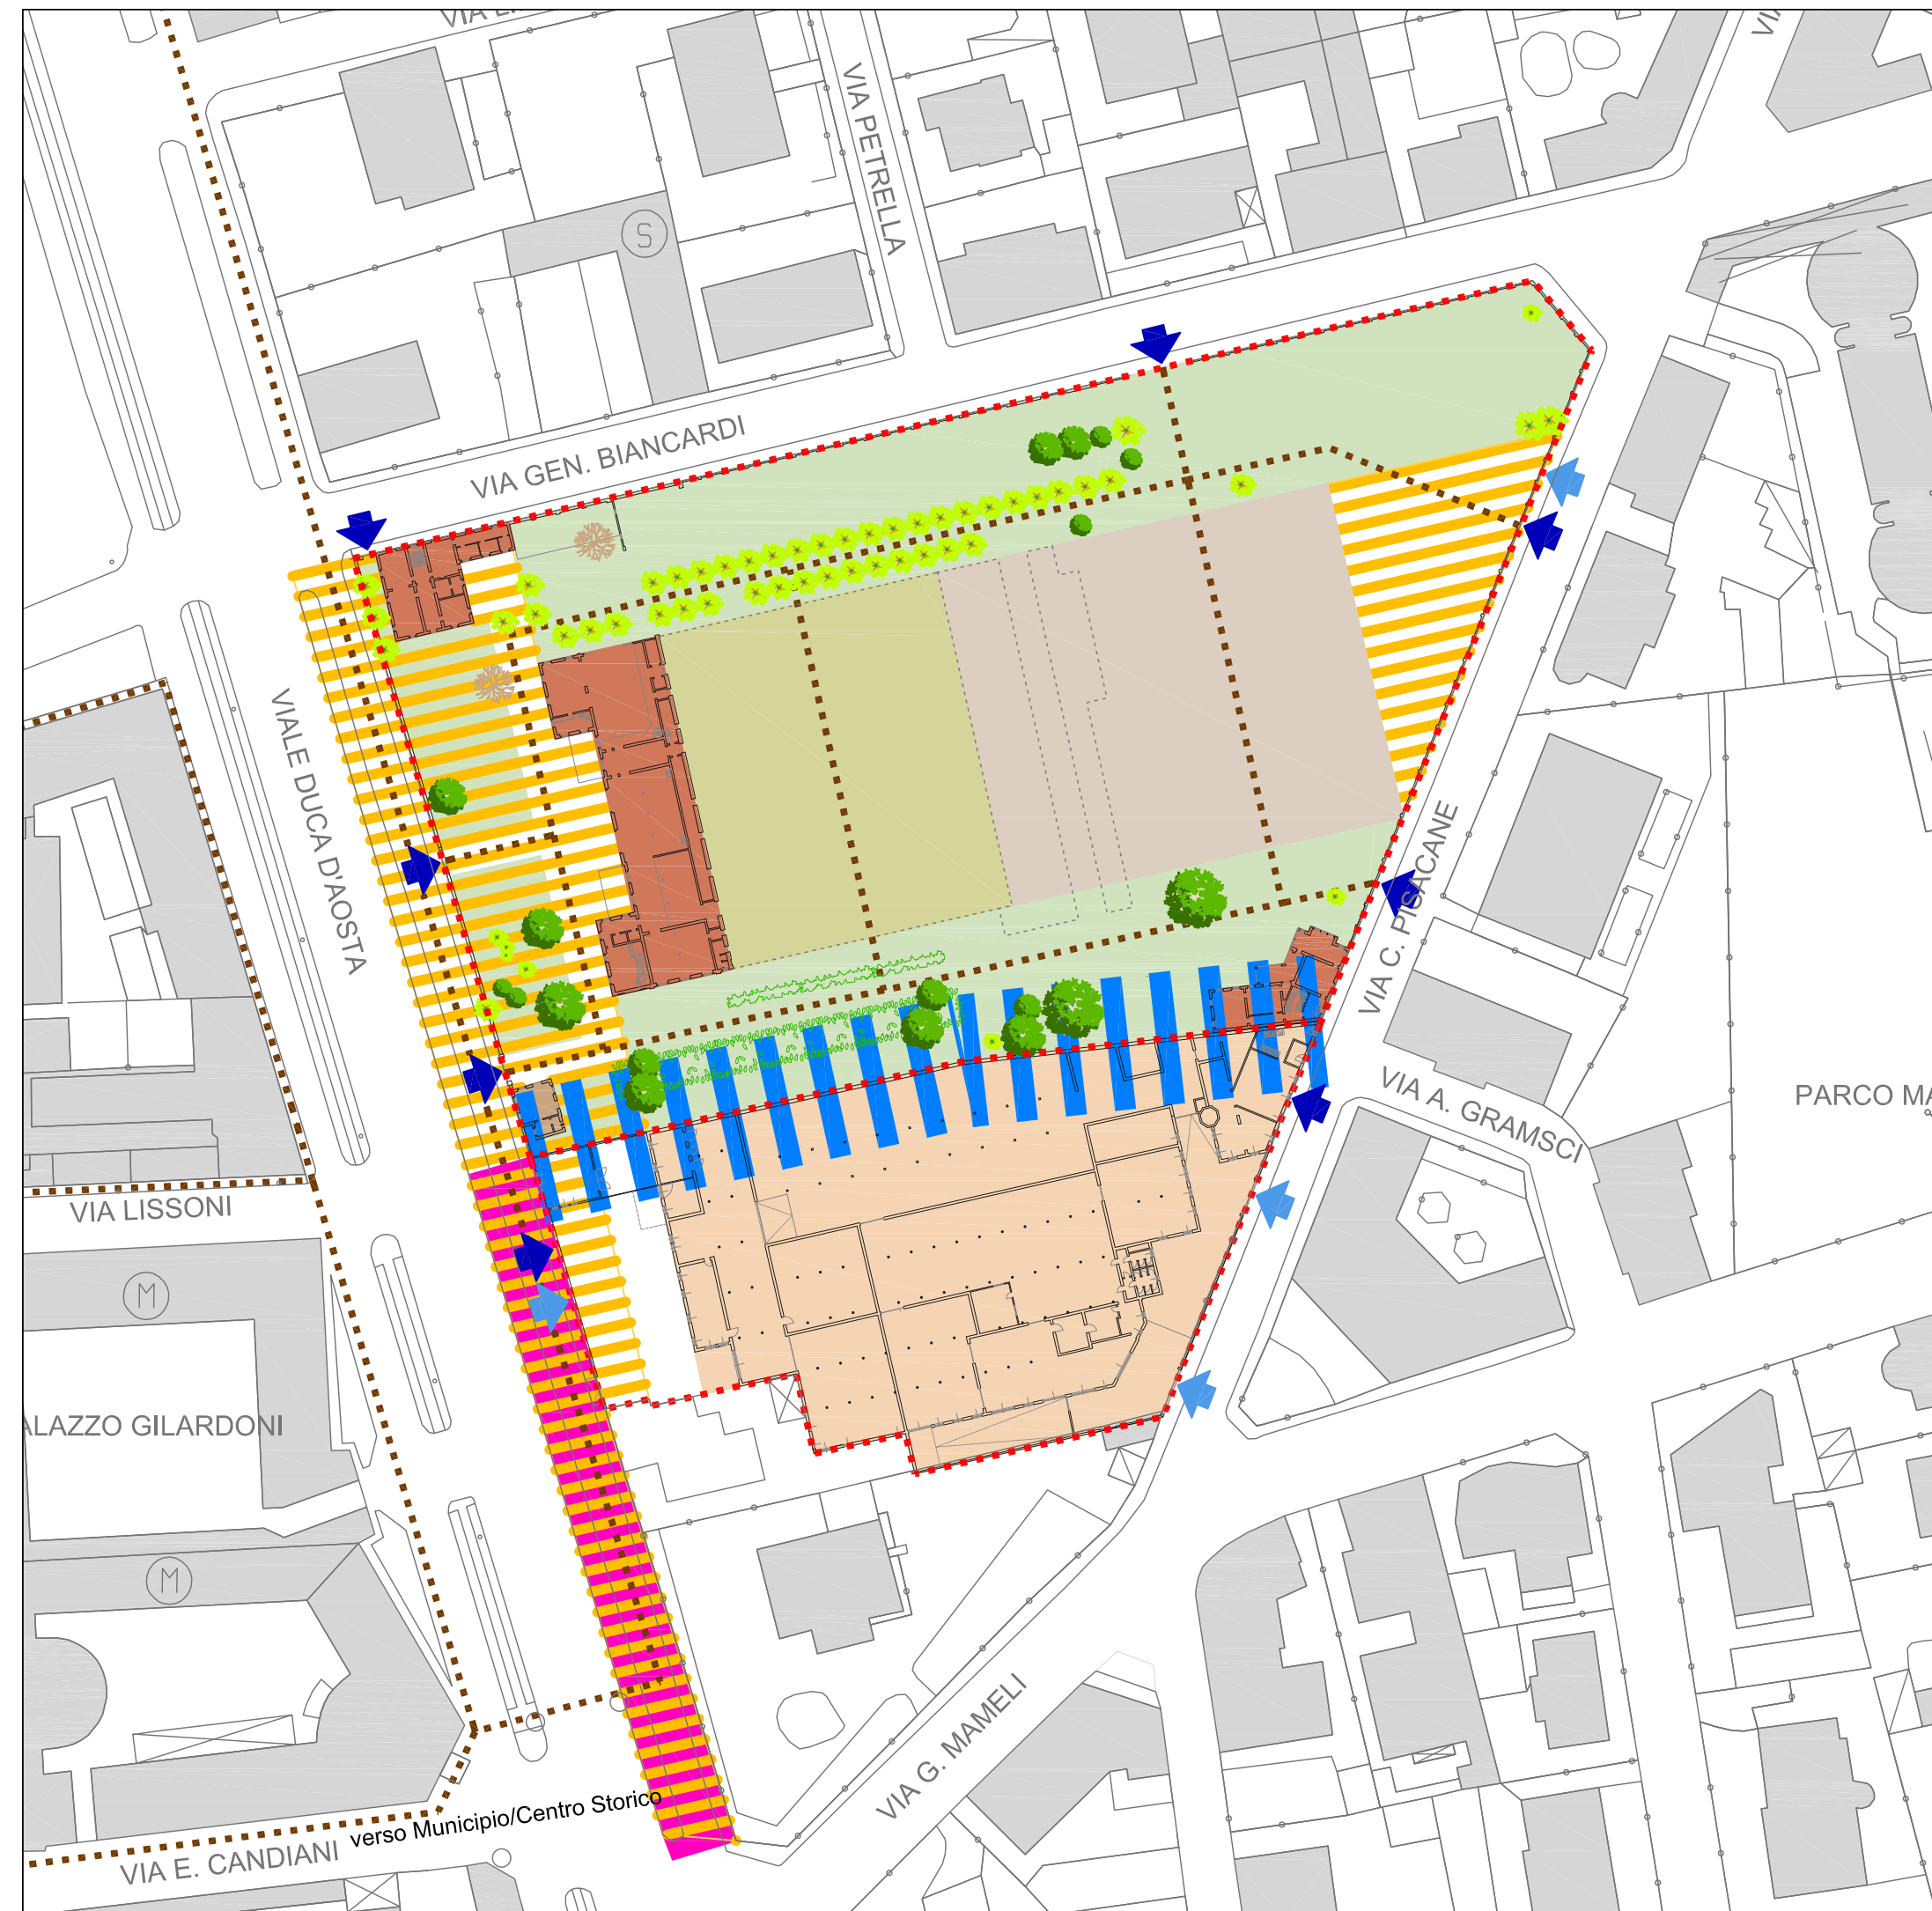 VIA PETRELLA
S
VIA GEN. BIANCARDI
VIALE DUCA D'AOSTA
VIA C. PISACANE
VIA A. GRAMSCI
PARCO MA
VIA LISSONI
M
ALAZZO GILARDONI
M
VIA G. MAMELI
verso Municipio/Centro Storico
VIA E. CANDIANI